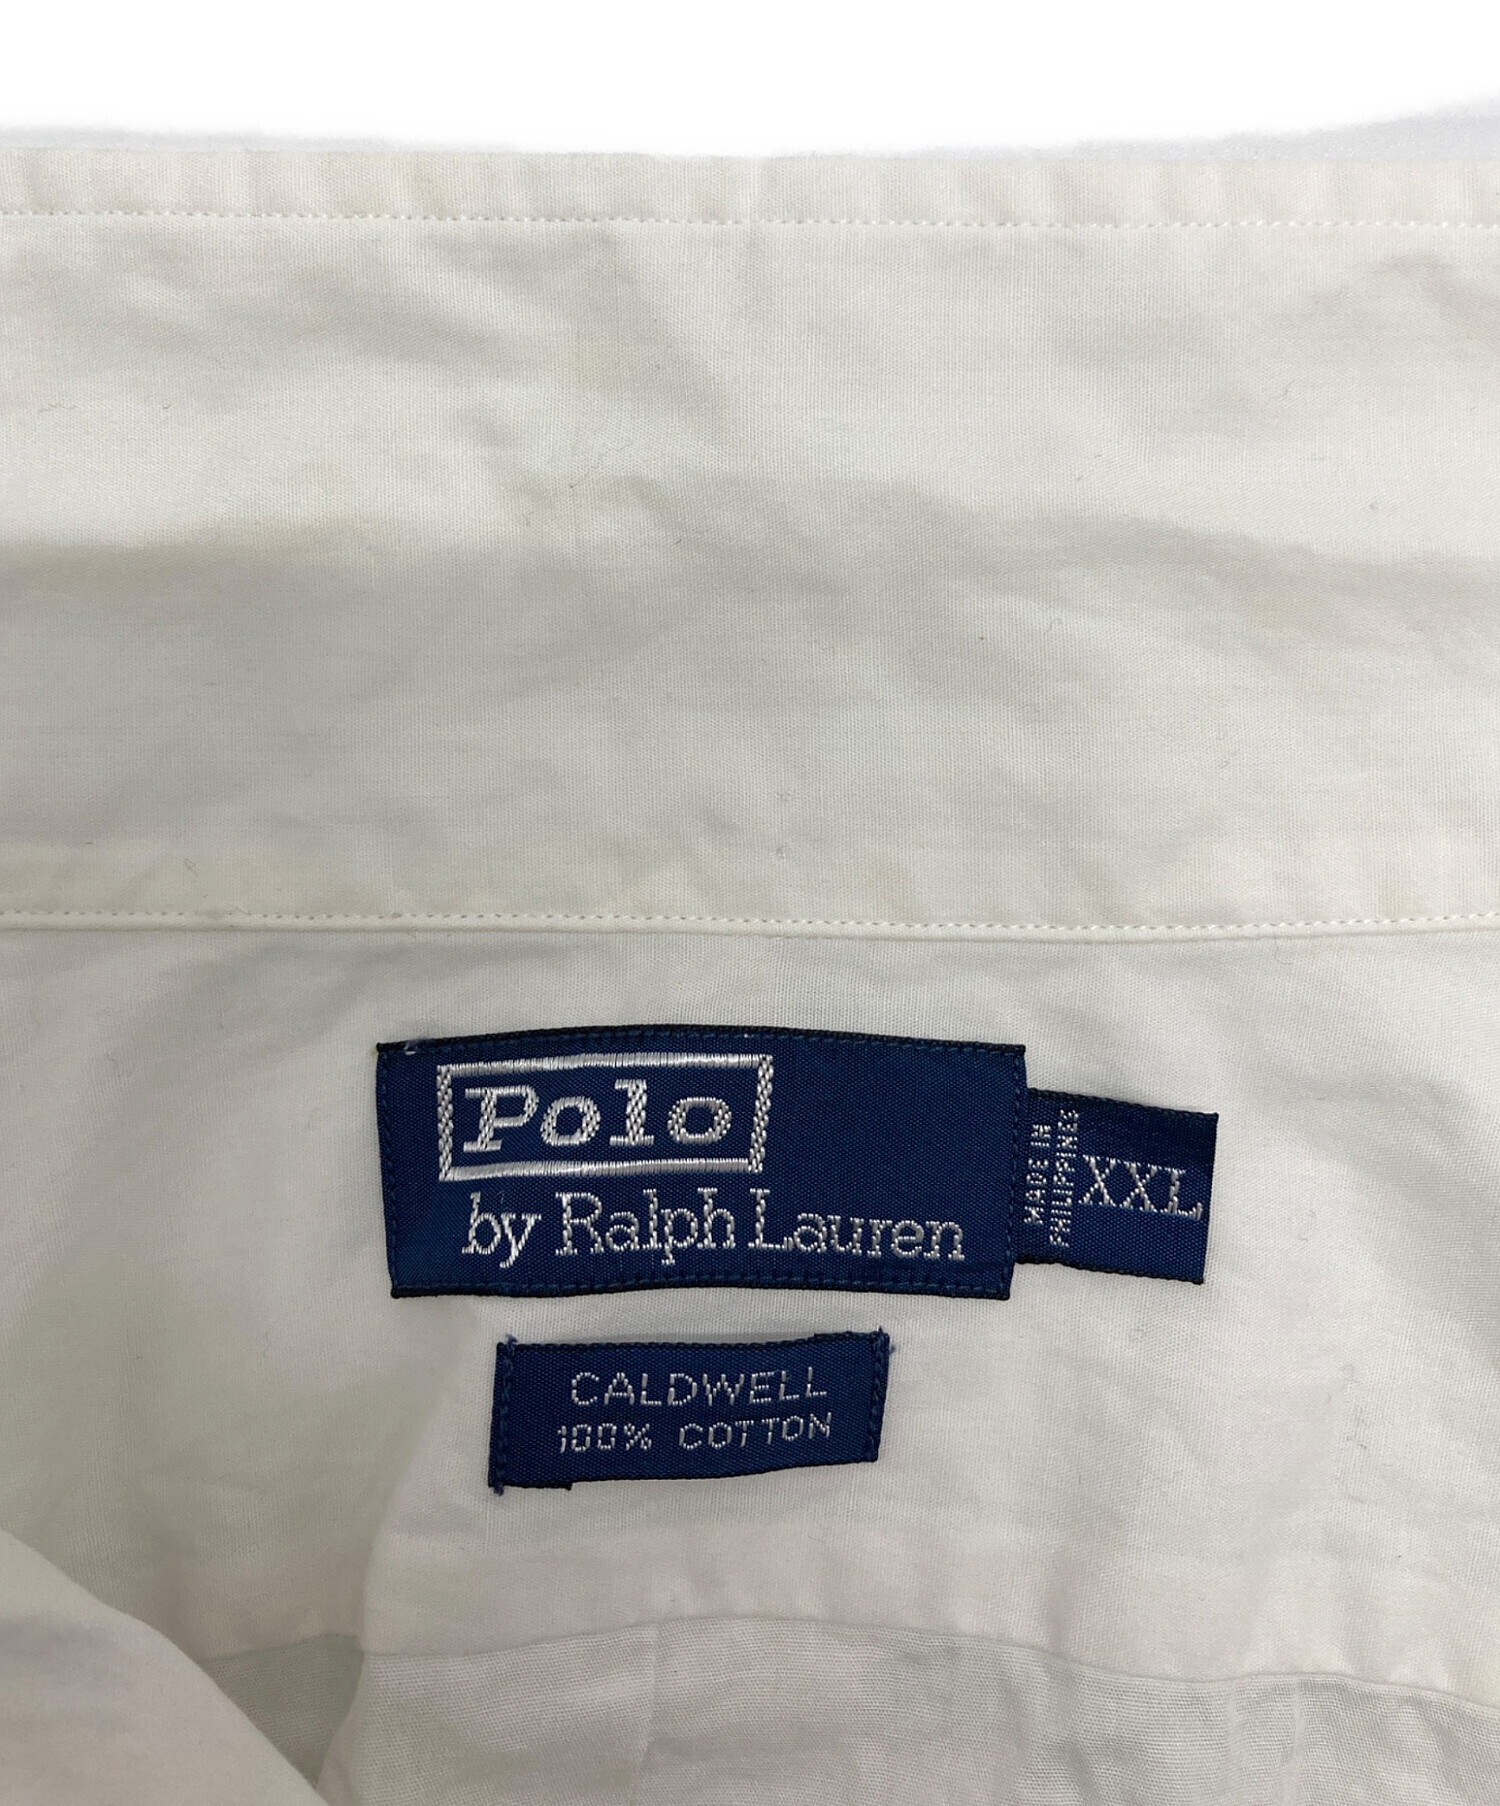 Polo
by Ralph Lauren
MADE IN
PHILIPPINES
XXL
CALDWELL
100% COTTON